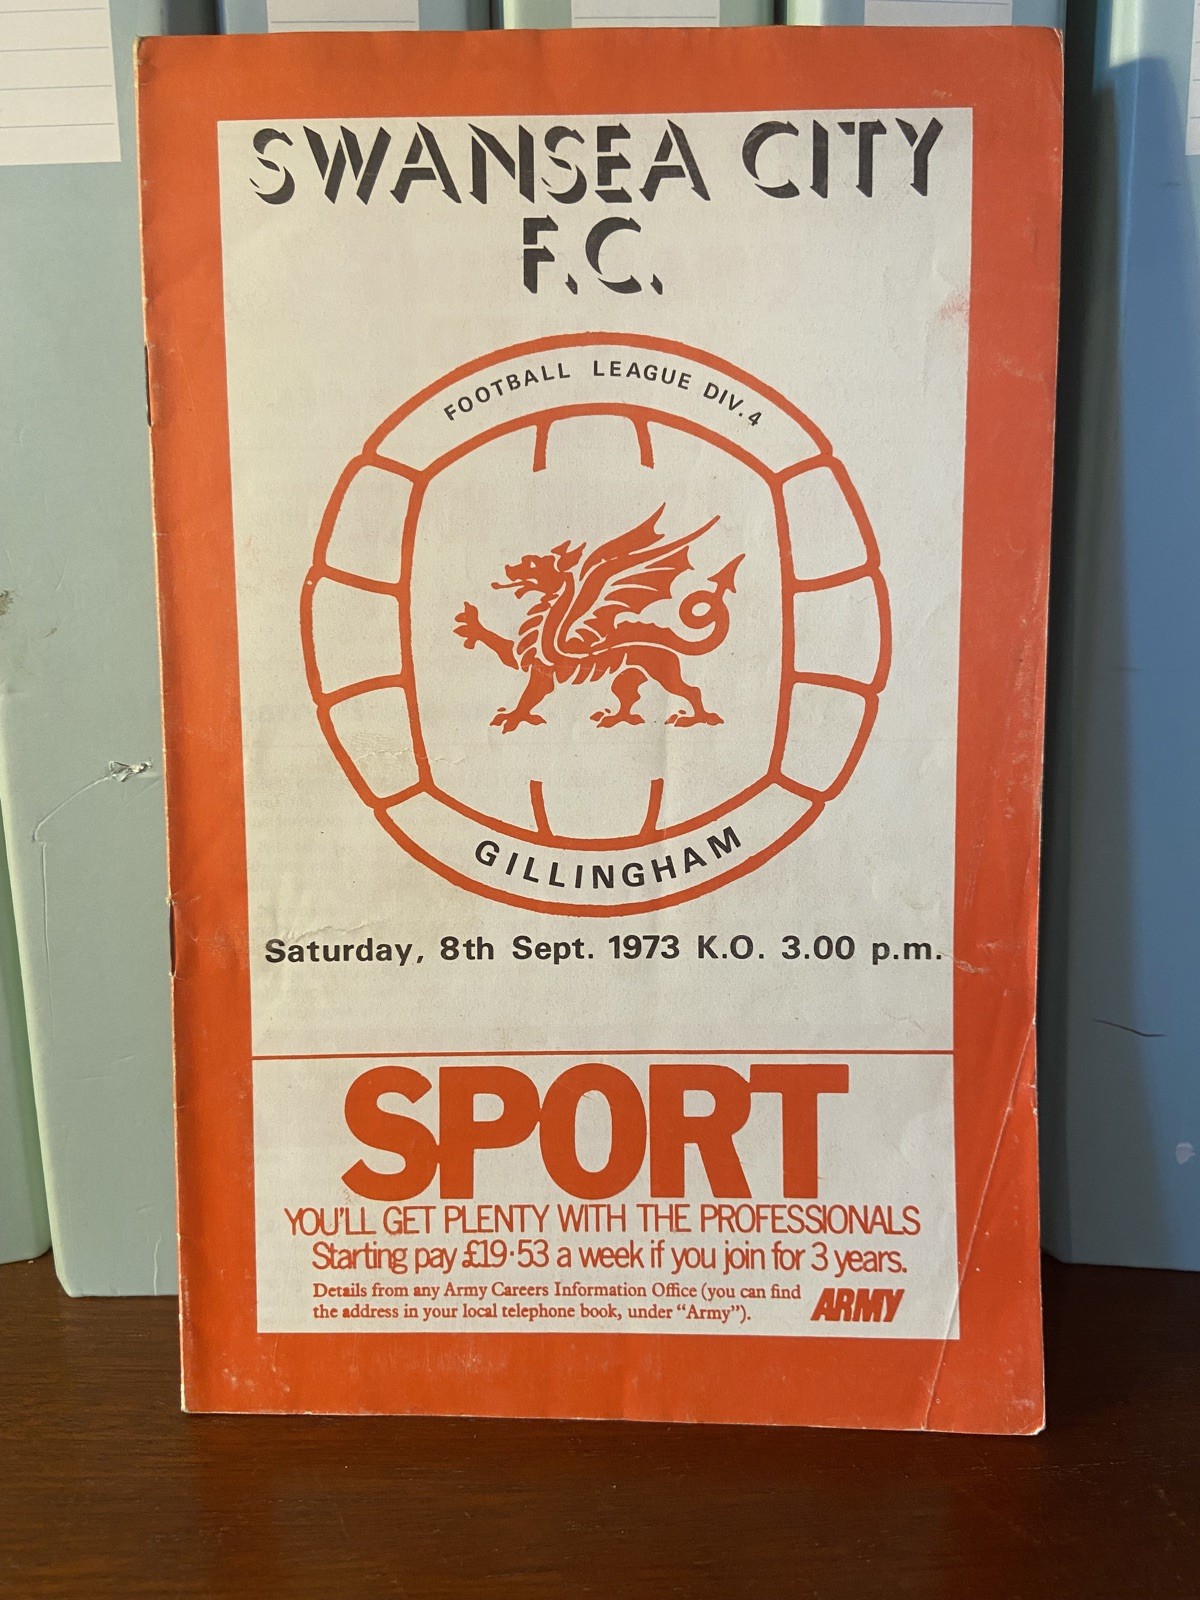 SWANSEA CITY
F.C.
FOOTBALL LEAGUE DIV. 4
GILLINGHAM
Saturday, 8th Sept. 1973 K.O. 3.00 p.m.
SPORT
YOU'LL GET PLENTY WITH THE PROFESSIONALS
Starting pay £19·53 a week if you join for 3 years.
Details from any Army Careers Information Office (you can find
the address in your local telephone book, under “Army”).
ARMY